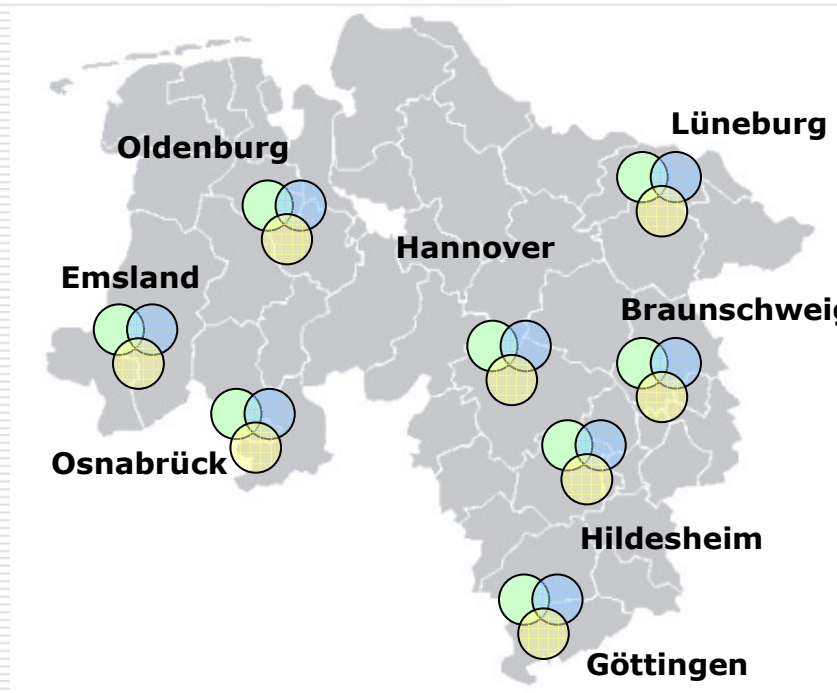 Lüneburg
Oldenburg
Hannover
Emsland
Braunschweig
Osnabrück
Hildesheim
Göttingen